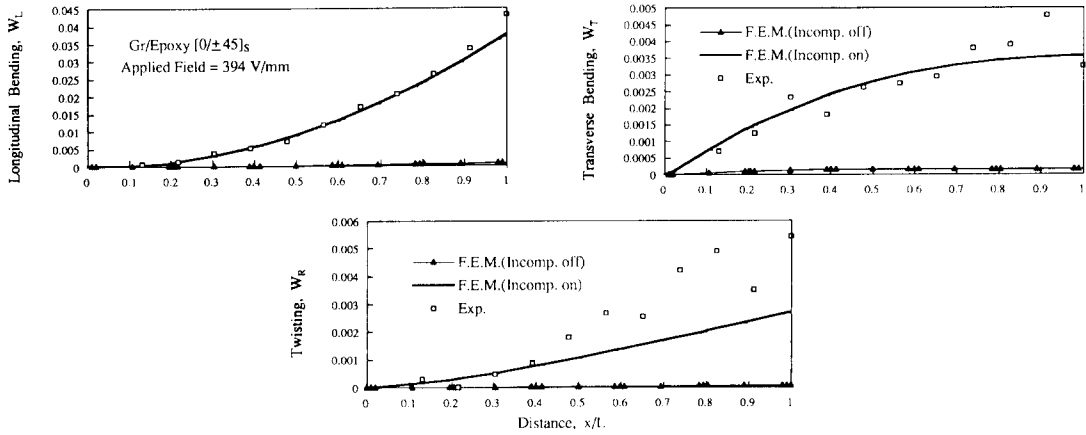 Longitudinal Bending, W_L
0.045
0.04
0.035
0.03
0.025
0.02
0.015
0.01
0.005
0
Gr/Epoxy [0/±45]s
Applied Field = 394 V/mm
0 0.1 0.2 0.3 0.4 0.5 0.6 0.7 0.8 0.9 1
Transverse Bending, W_T
0.005
0.0045
0.004
0.0035
0.003
0.0025
0.002
0.0015
0.001
0.0005
0
F.E.M.(Incomp. off)
F.E.M.(Incomp. on)
Exp.
0 0.1 0.2 0.3 0.4 0.5 0.6 0.7 0.8 0.9 1
Twisting, W_R
0.006
0.005
0.004
0.003
0.002
0.001
0
F.E.M.(Incomp. off)
F.E.M.(Incomp. on)
Exp.
0 0.1 0.2 0.3 0.4 0.5 0.6 0.7 0.8 0.9 1
Distance, x/L